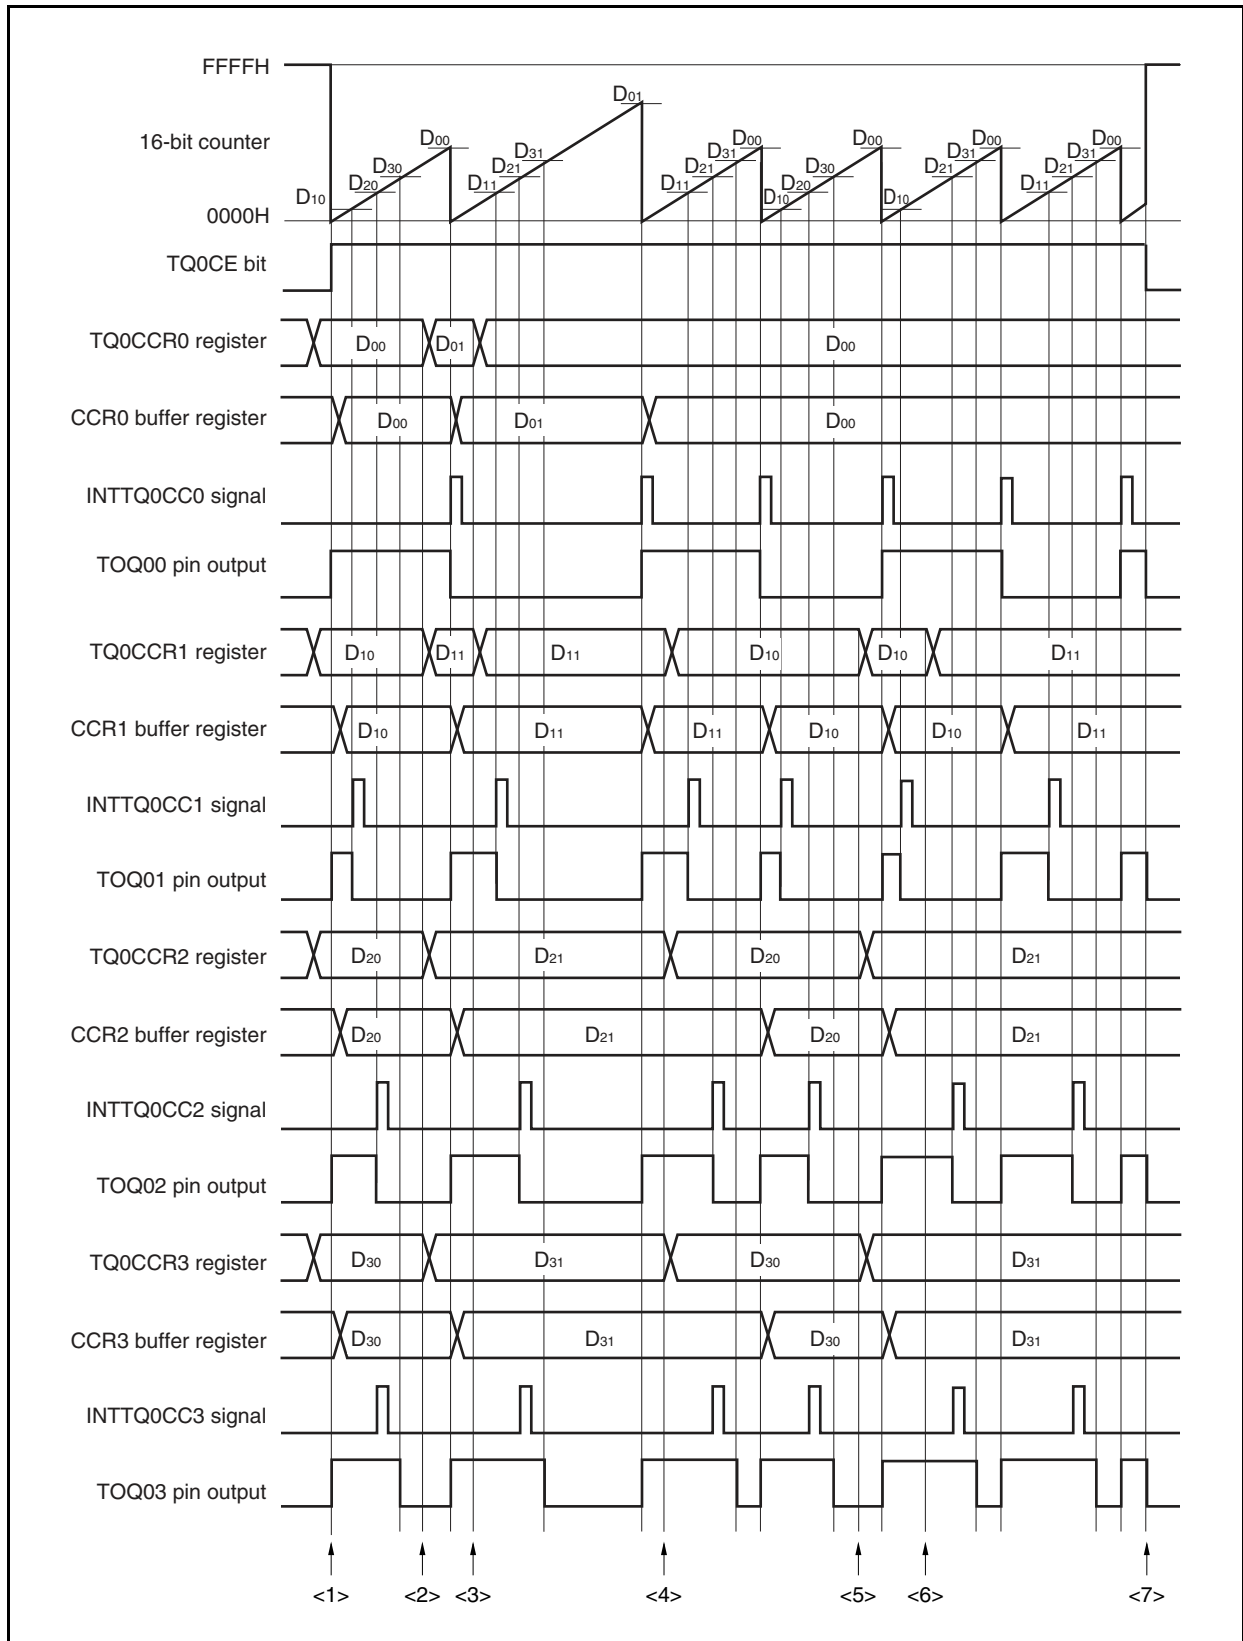 FFFFH
D01
16-bit counter
D00 D00 D00 D00 D00
D30 D31 D31 D30 D31 D31
D20 D21 D21 D20 D21 D21
D10 D11 D11 D10 D10 D11
0000H
TQ0CE bit
TQ0CCR0 register D00 D01 D00
CCR0 buffer register D00 D01 D00
INTTQ0CC0 signal
TOQ00 pin output
TQ0CCR1 register D10 D11 D11 D10 D10 D11
CCR1 buffer register D10 D11 D11 D10 D10 D11
INTTQ0CC1 signal
TOQ01 pin output
TQ0CCR2 register D20 D21 D20 D21
CCR2 buffer register D20 D21 D20 D21
INTTQ0CC2 signal
TOQ02 pin output
TQ0CCR3 register D30 D31 D30 D31
CCR3 buffer register D30 D31 D30 D31
INTTQ0CC3 signal
TOQ03 pin output
<1> <2> <3> <4> <5> <6> <7>